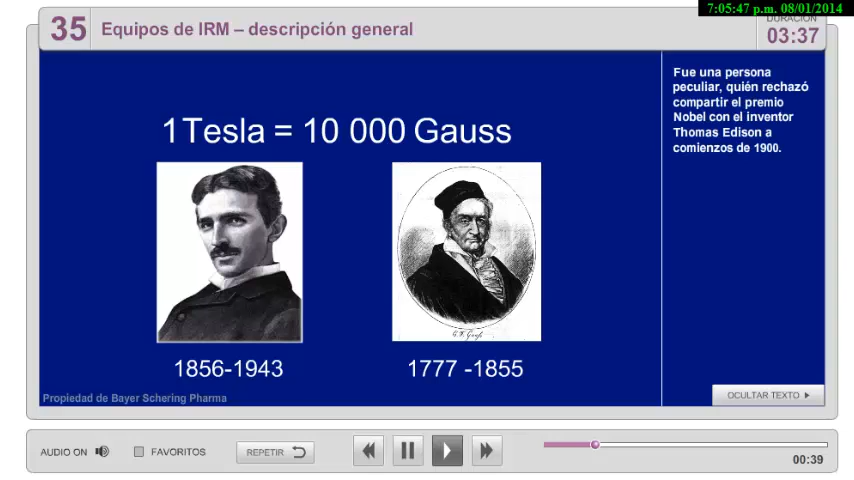 7:05:47 p.m. 08/01/2014
35
Equipos de IRM – descripción general
DURACIÓN
03:37
1 Tesla = 10 000 Gauss
1856-1943
1777 -1855
Propiedad de Bayer Schering Pharma
Fue una persona
peculiar, quién rechazó
compartir el premio
Nobel con el inventor
Thomas Edison a
comienzos de 1900.
OCULTAR TEXTO
AUDIO ON
FAVORITOS
REPETIR
00:39